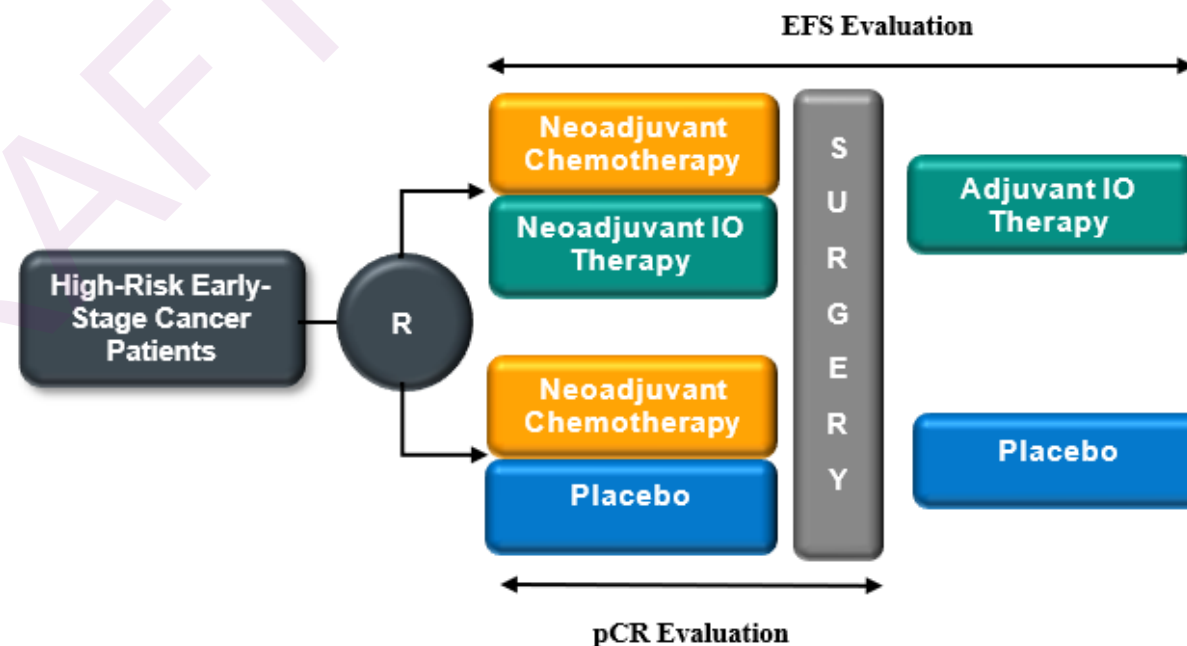 EFS Evaluation
Neoadjuvant
Chemotherapy
Neoadjuvant IO
Therapy
High-Risk Early-
Stage Cancer
Patients
R
Neoadjuvant
Chemotherapy
Placebo
S
U
R
G
E
R
Y
Adjuvant IO
Therapy
Placebo
pCR Evaluation
AFT